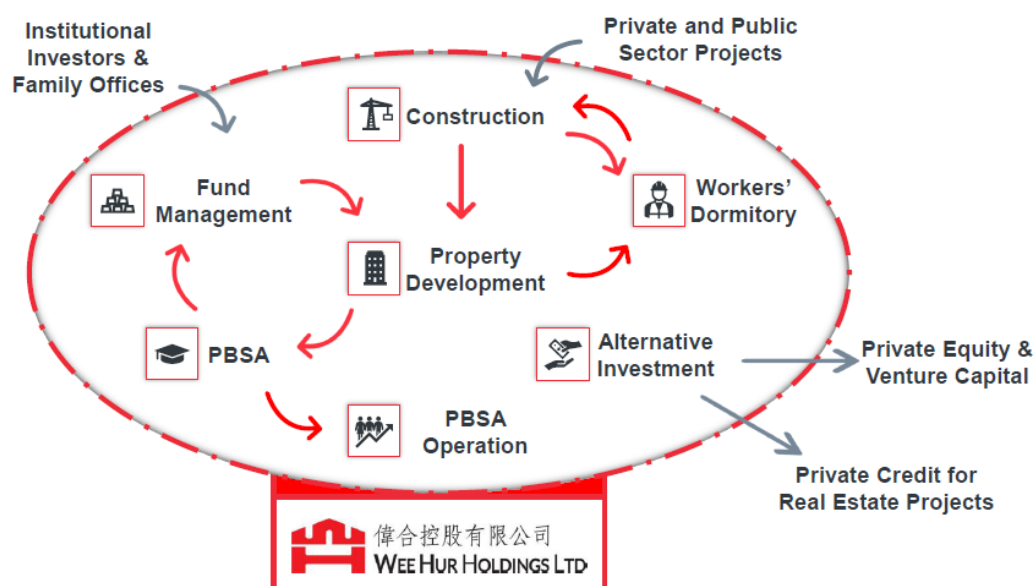 Institutional
Investors &
Family Offices
Private and Public
Sector Projects
Construction
Fund
Management
Workers'
Dormitory
Property
Development
PBSA
Alternative
Investment
Private Equity &
Venture Capital
PBSA
Operation
Private Credit for
Real Estate Projects
偉合控股有限公司
WEE HUR HOLDINGS LTD